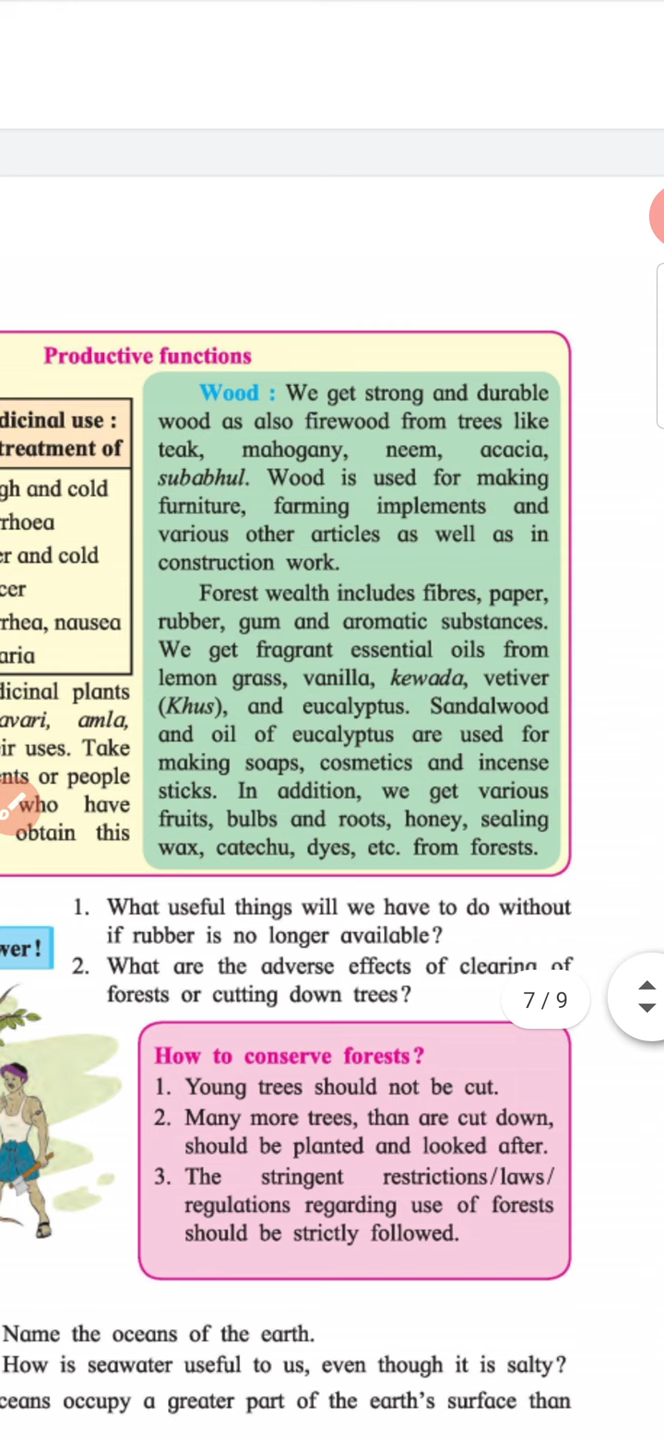 Productive functions
dicinal use :
treatment of
gh and cold
rhoea
er and cold
cer
rhea, nausea
aria
dicinal plants
avari, amla,
ir uses. Take
nts or people
who have
obtain this
Wood : We get strong and durable
wood as also firewood from trees like
teak, mahogany, neem, acacia,
subabhul. Wood is used for making
furniture, farming implements and
various other articles as well as in
construction work.
Forest wealth includes fibres, paper,
rubber, gum and aromatic substances.
We get fragrant essential oils from
lemon grass, vanilla, kewada, vetiver
(Khus), and eucalyptus. Sandalwood
and oil of eucalyptus are used for
making soaps, cosmetics and incense
sticks. In addition, we get various
fruits, bulbs and roots, honey, sealing
wax, catechu, dyes, etc. from forests.
wer!
1. What useful things will we have to do without
if rubber is no longer available?
2. What are the adverse effects of clearing of
forests or cutting down trees?
7 / 9
How to conserve forests?
1. Young trees should not be cut.
2. Many more trees, than are cut down,
should be planted and looked after.
3. The stringent restrictions/laws/
regulations regarding use of forests
should be strictly followed.
Name the oceans of the earth.
How is seawater useful to us, even though it is salty?
ceans occupy a greater part of the earth's surface than